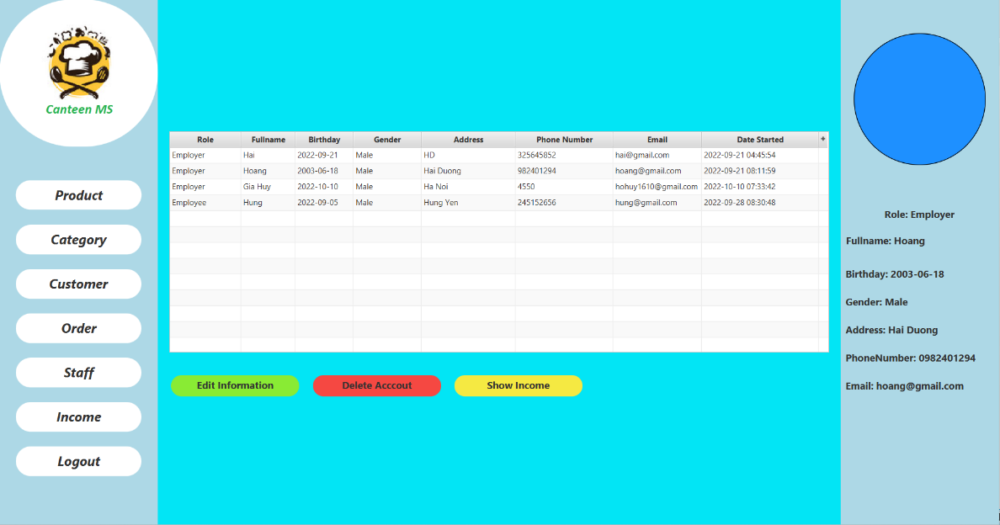 Canteen MS
Product
Category
Customer
Order
Staff
Income
Logout
Role Fullname Birthday Gender Address Phone Number Email Date Started +
Employer Hai 2022-09-21 Male HD 325645852 hai@gmail.com 2022-09-21 04:45:54
Employer Hoang 2003-06-18 Male Hai Duong 982401294 hoang@gmail.com 2022-09-21 08:11:59
Employer Gia Huy 2022-10-10 Male Ha Noi 4550 hohuy1610@gmail.com 2022-10-10 07:33:42
Employee Hung 2022-09-05 Male Hung Yen 245152656 hung@gmail.com 2022-09-28 08:30:48
Edit Information Delete Acccout Show Income
Role: Employer
Fullname: Hoang
Birthday: 2003-06-18
Gender: Male
Address: Hai Duong
PhoneNumber: 0982401294
Email: hoang@gmail.com